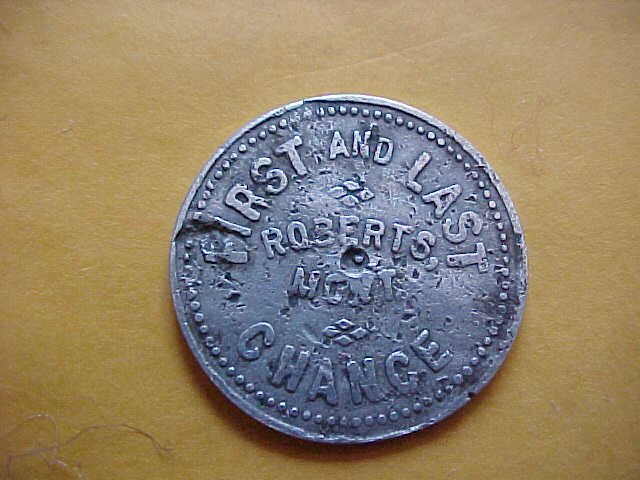 FIRST AND LAST
ROBERTS,
MONT.
CHANCE